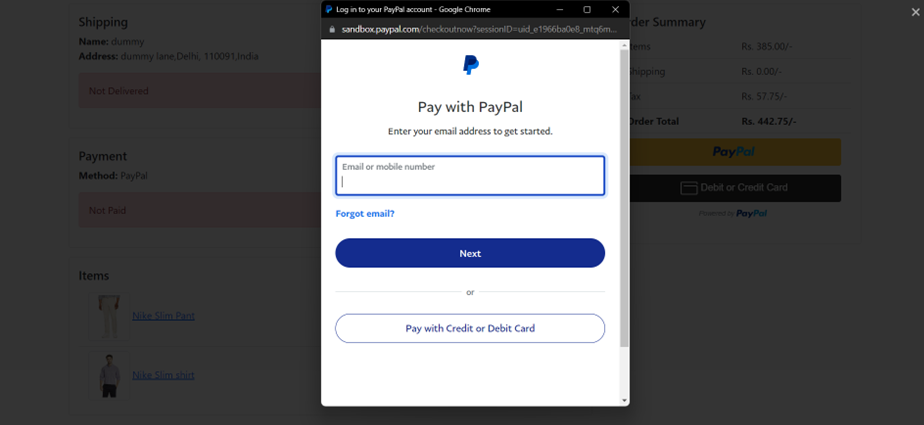 Log in to your PayPal account - Google Chrome
sandbox.paypal.com/checkoutnow?sessionID=uid_e1966ba0e8_mtq6m...
Shipping
Name: dummy
Address: dummy lane,Delhi, 110091,India
Not Delivered
Payment
Method: PayPal
Not Paid
Items
Nike Slim Pant
Nike Slim shirt
Pay with PayPal
Enter your email address to get started.
Email or mobile number
Forgot email?
Next
or
Pay with Credit or Debit Card
rder Summary
tems Rs. 385.00/-
hipping Rs. 0.00/-
ax Rs. 57.75/-
Order Total Rs. 442.75/-
PayPal
Debit or Credit Card
Powered by PayPal